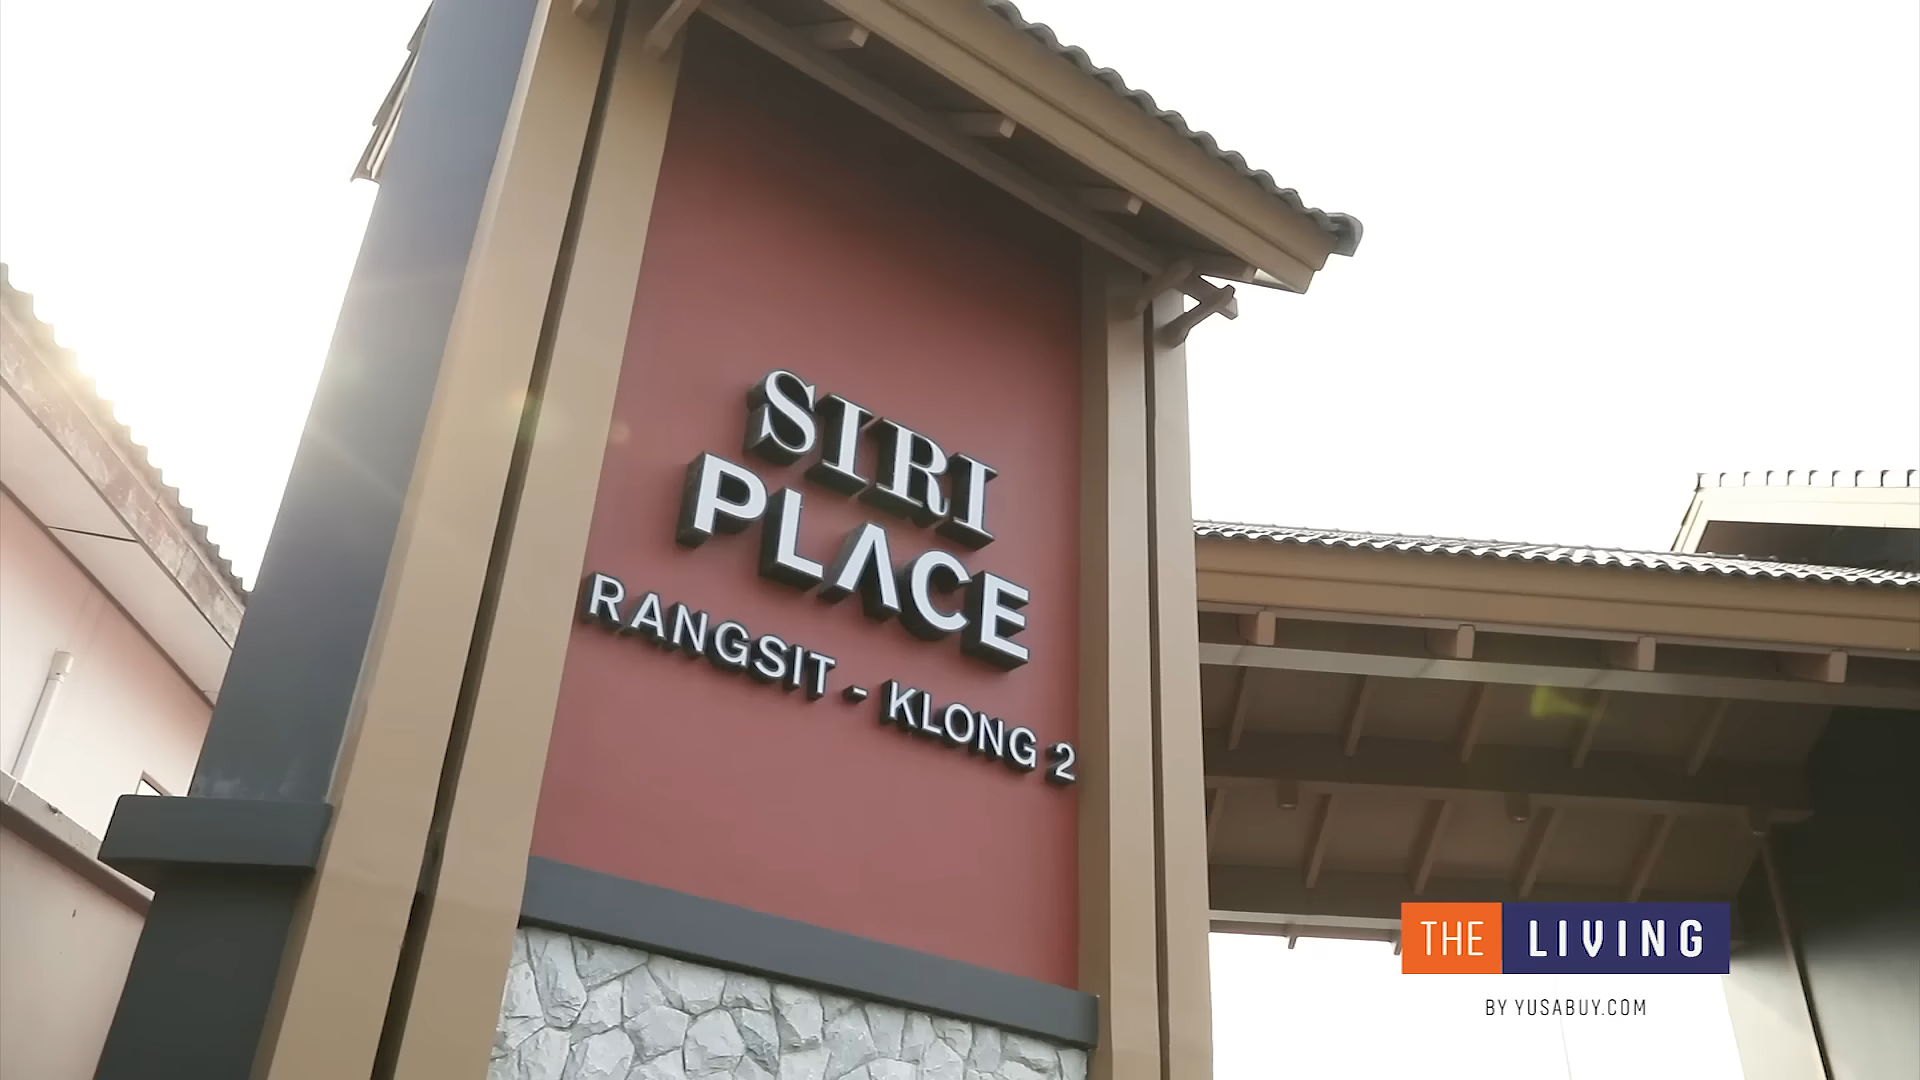 SIRI
PLACE
RANGSIT - KLONG 2
THE LIVING
BY YUSABUY.COM